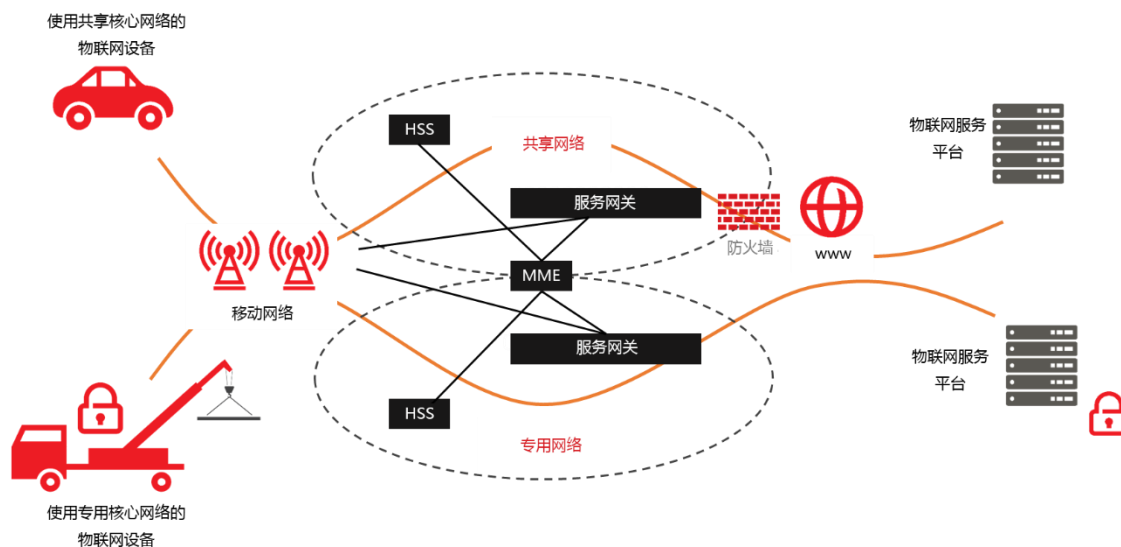 使用共享核心网络的
物联网设备
HSS
共享网络
物联网服务
平台
服务网关
防火墙
www
MME
移动网络
服务网关
物联网服务
平台
HSS
专用网络
使用专用核心网络的
物联网设备